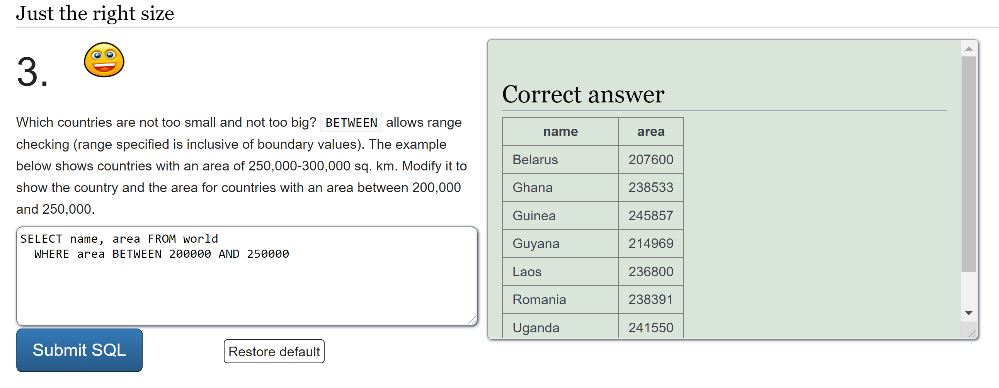 Just the right size
3.
Which countries are not too small and not too big? BETWEEN allows range
checking (range specified is inclusive of boundary values). The example
below shows countries with an area of 250,000-300,000 sq. km. Modify it to
show the country and the area for countries with an area between 200,000
and 250,000.
SELECT name, area FROM world
WHERE area BETWEEN 200000 AND 250000
Submit SQL
Restore default
Correct answer
name area
Belarus 207600
Ghana 238533
Guinea 245857
Guyana 214969
Laos 236800
Romania 238391
Uganda 241550